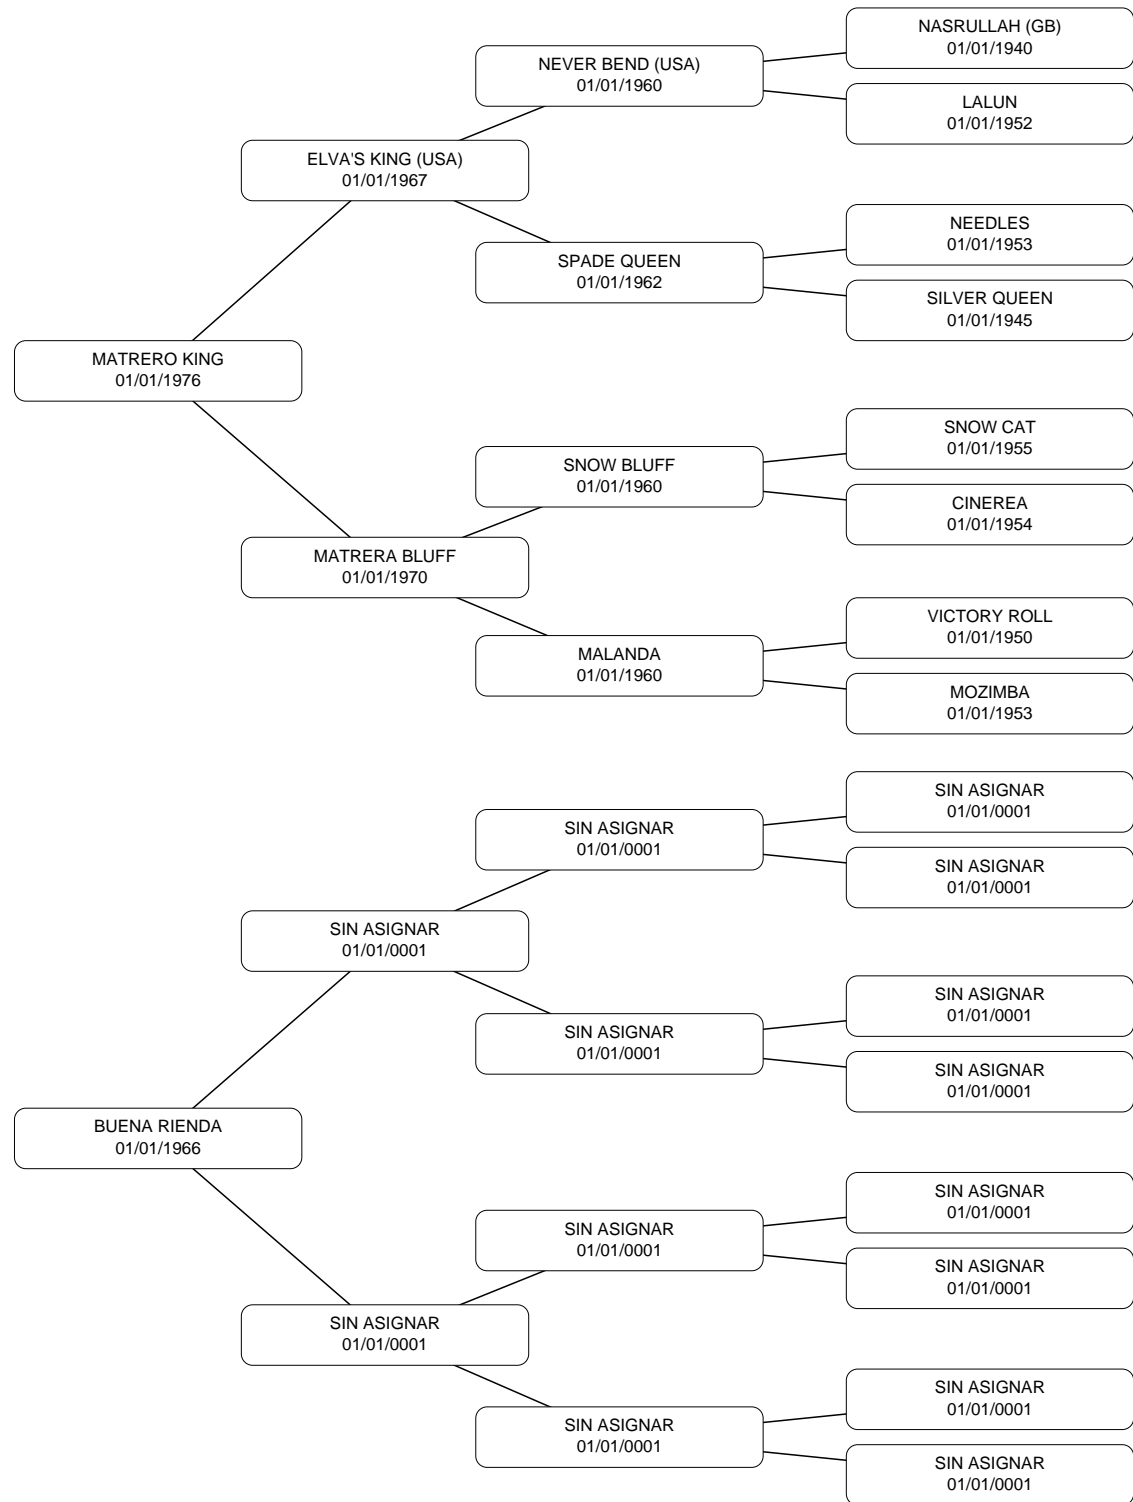 NASRULLAH (GB)
01/01/1940
NEVER BEND (USA)
01/01/1960
LALUN
01/01/1952
ELVA'S KING (USA)
01/01/1967
NEEDLES
01/01/1953
SPADE QUEEN
01/01/1962
SILVER QUEEN
01/01/1945
MATRERO KING
01/01/1976
SNOW CAT
01/01/1955
SNOW BLUFF
01/01/1960
CINEREA
01/01/1954
MATRERA BLUFF
01/01/1970
VICTORY ROLL
01/01/1950
MALANDA
01/01/1960
MOZIMBA
01/01/1953
SIN ASIGNAR
01/01/0001
SIN ASIGNAR
01/01/0001
SIN ASIGNAR
01/01/0001
SIN ASIGNAR
01/01/0001
SIN ASIGNAR
01/01/0001
SIN ASIGNAR
01/01/0001
SIN ASIGNAR
01/01/0001
BUENA RIENDA
01/01/1966
SIN ASIGNAR
01/01/0001
SIN ASIGNAR
01/01/0001
SIN ASIGNAR
01/01/0001
SIN ASIGNAR
01/01/0001
SIN ASIGNAR
01/01/0001
SIN ASIGNAR
01/01/0001
SIN ASIGNAR
01/01/0001